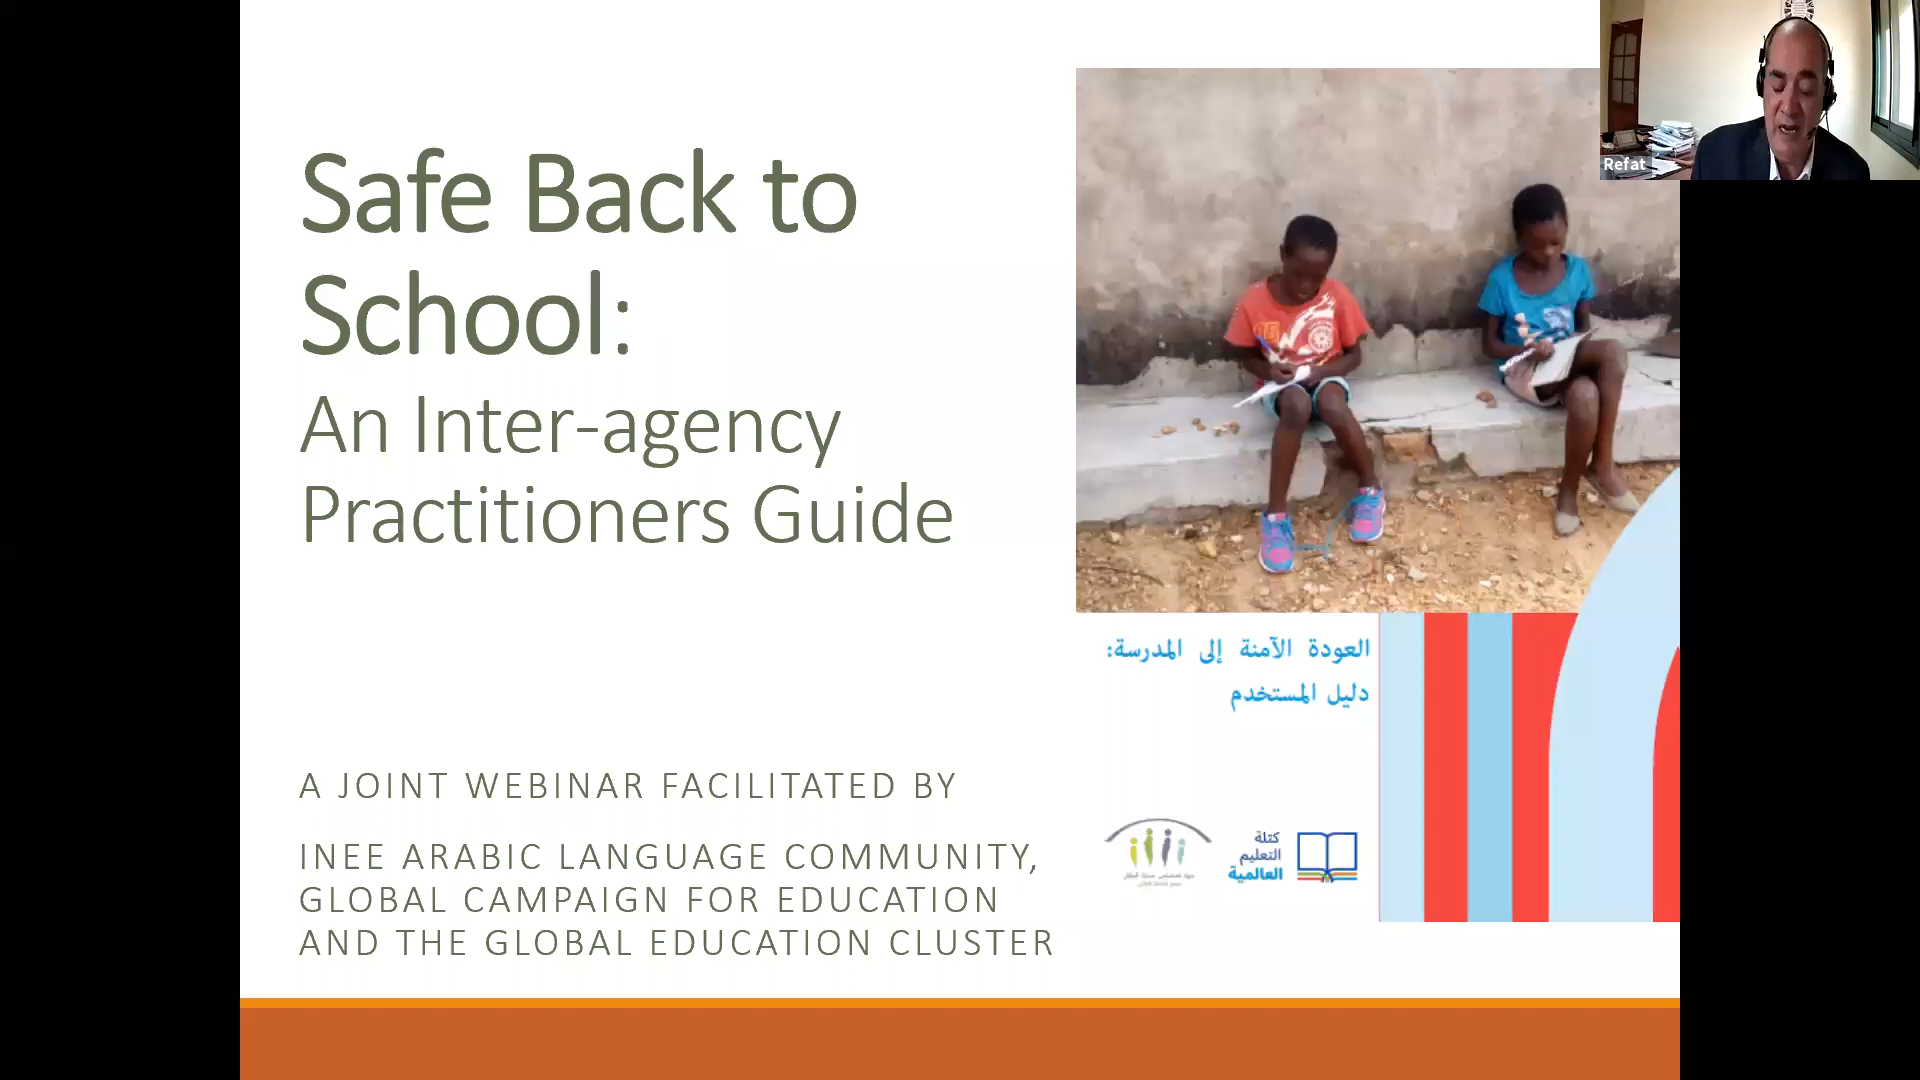 Safe Back to
School:
An Inter-agency
Practitioners Guide
A JOINT WEBINAR FACILITATED BY
INEE ARABIC LANGUAGE COMMUNITY,
GLOBAL CAMPAIGN FOR EDUCATION
AND THE GLOBAL EDUCATION CLUSTER
Refat
العودة الآمنة إلى المدرسة:
دليل المستخدم
كتلة
التعليم
العالمية